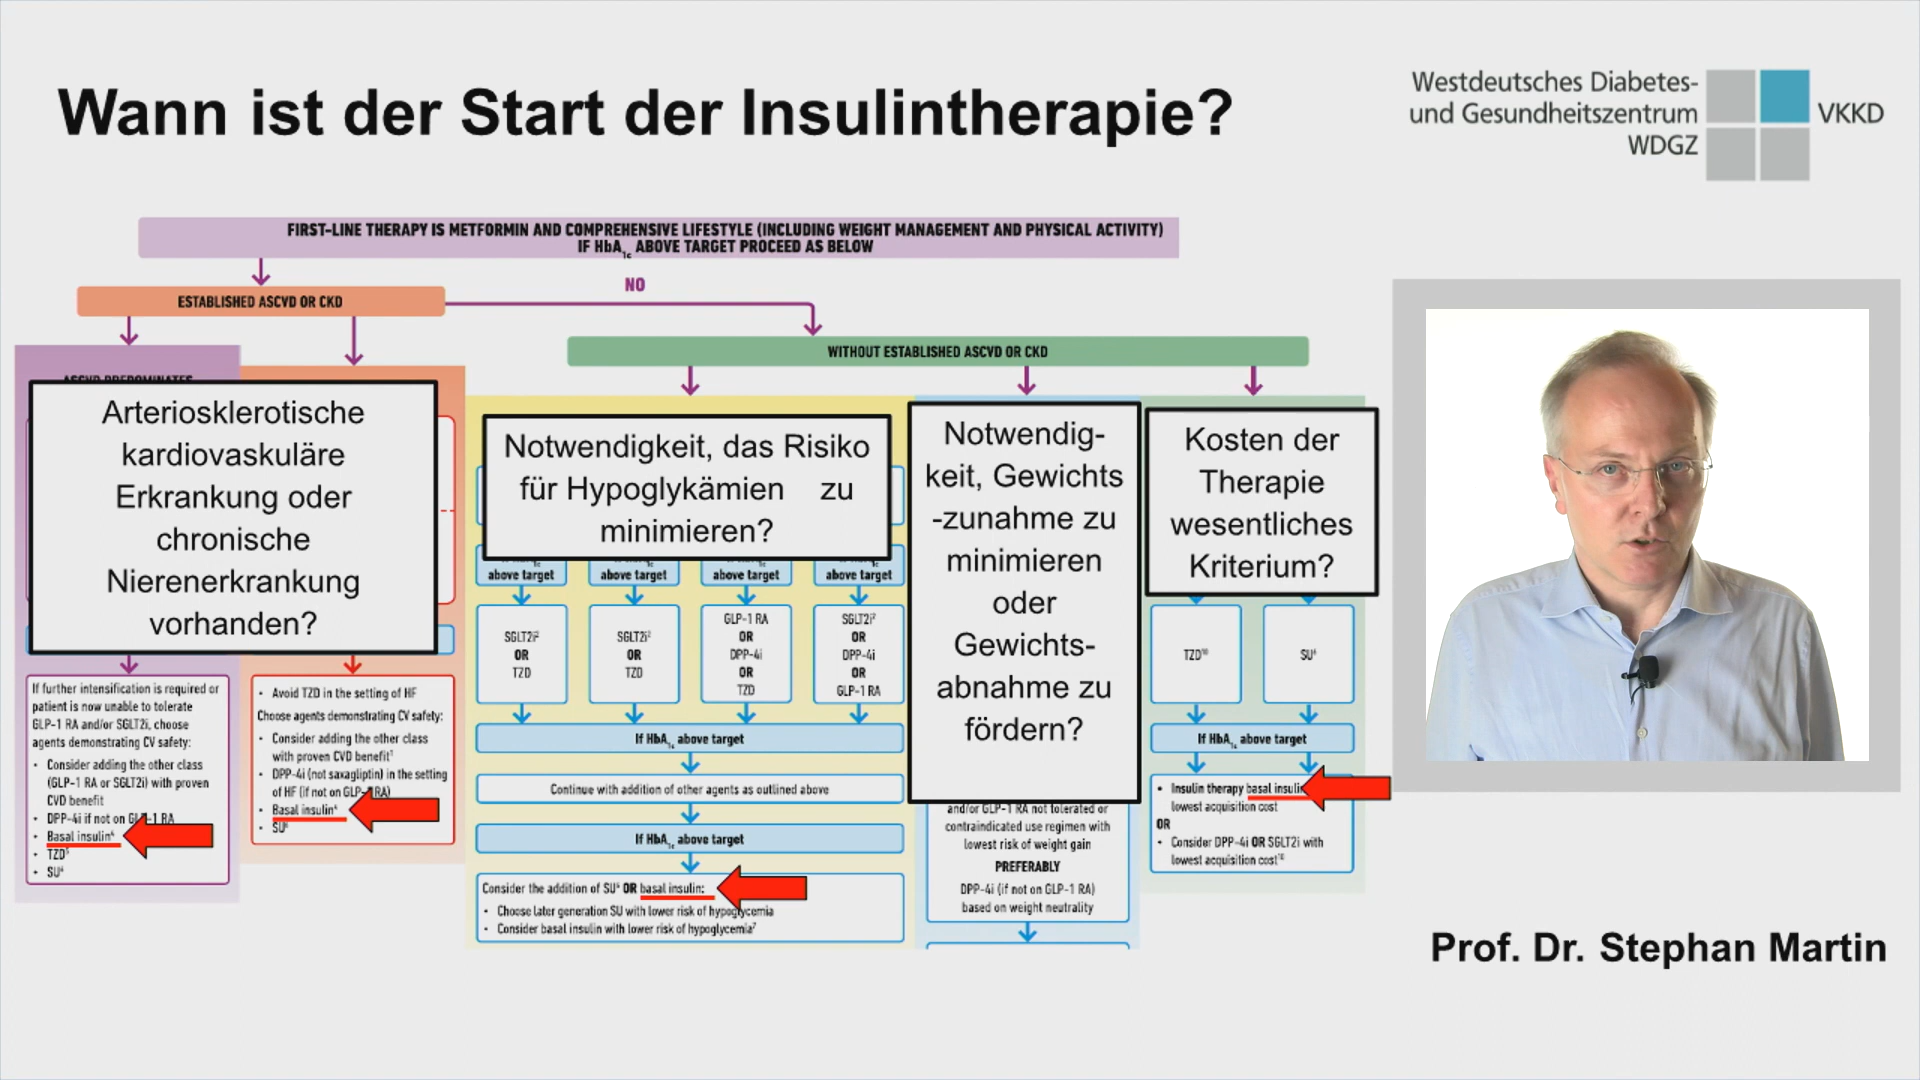 Wann ist der Start der Insulintherapie?
Westdeutsches Diabetes-
und Gesundheitszentrum
WDGZ
VKKD
FIRST-LINE THERAPY IS METFORMIN AND COMPREHENSIVE LIFESTYLE (INCLUDING WEIGHT MANAGEMENT AND PHYSICAL ACTIVITY)
IF HbA1c ABOVE TARGET PROCEED AS BELOW
NO
ESTABLISHED ASCVD OR CKD
WITHOUT ESTABLISHED ASCVD OR CKD
Arteriosklerotische
kardiovaskuläre
Erkrankung oder
chronische
Nierenerkrankung
vorhanden?
If further intensification is required or
patient is now unable to tolerate
GLP-1 RA and/or SGLT2i, choose
agents demonstrating CV safety:
• Consider adding the other class
(GLP-1 RA or SGLT2i) with proven
CVD benefit
• DPP-4i if not on GLP-1 RA
• Basal insulin⁴
• TZD⁵
• SU⁶
• Avoid TZD in the setting of HF
Choose agents demonstrating CV safety:
• Consider adding the other class
with proven CVD benefit¹
• DPP-4i (not saxagliptin) in the setting
of HF (if not on GLP-1 RA)
• Basal insulin⁴
• SU⁶
Notwendigkeit, das Risiko
für Hypoglykämien zu
minimieren?
above target
above target
above target
above target
SGLT2i²
OR
TZD
SGLT2i²
OR
TZD
GLP-1 RA
OR
DPP-4i
OR
TZD
SGLT2i²
OR
DPP-4i
OR
GLP-1 RA
If HbA1c above target
Continue with addition of other agents as outlined above
If HbA1c above target
Consider the addition of SU⁶ OR basal insulin:
• Choose later generation SU with lower risk of hypoglycemia
• Consider basal insulin with lower risk of hypoglycemia⁷
Notwendig-
keit, Gewichts
-zunahme zu
minimieren
oder
Gewichts-
abnahme zu
fördern?
and/or GLP-1 RA not tolerated or
contraindicated use regimen with
lowest risk of weight gain
PREFERABLY
DPP-4i (if not on GLP-1 RA)
based on weight neutrality
Kosten der
Therapie
wesentliches
Kriterium?
TZD¹⁰
SU⁶
If HbA1c above target
• Insulin therapy basal insulin
lowest acquisition cost
OR
• Consider DPP-4i OR SGLT2i with
lowest acquisition cost¹⁰
Prof. Dr. Stephan Martin